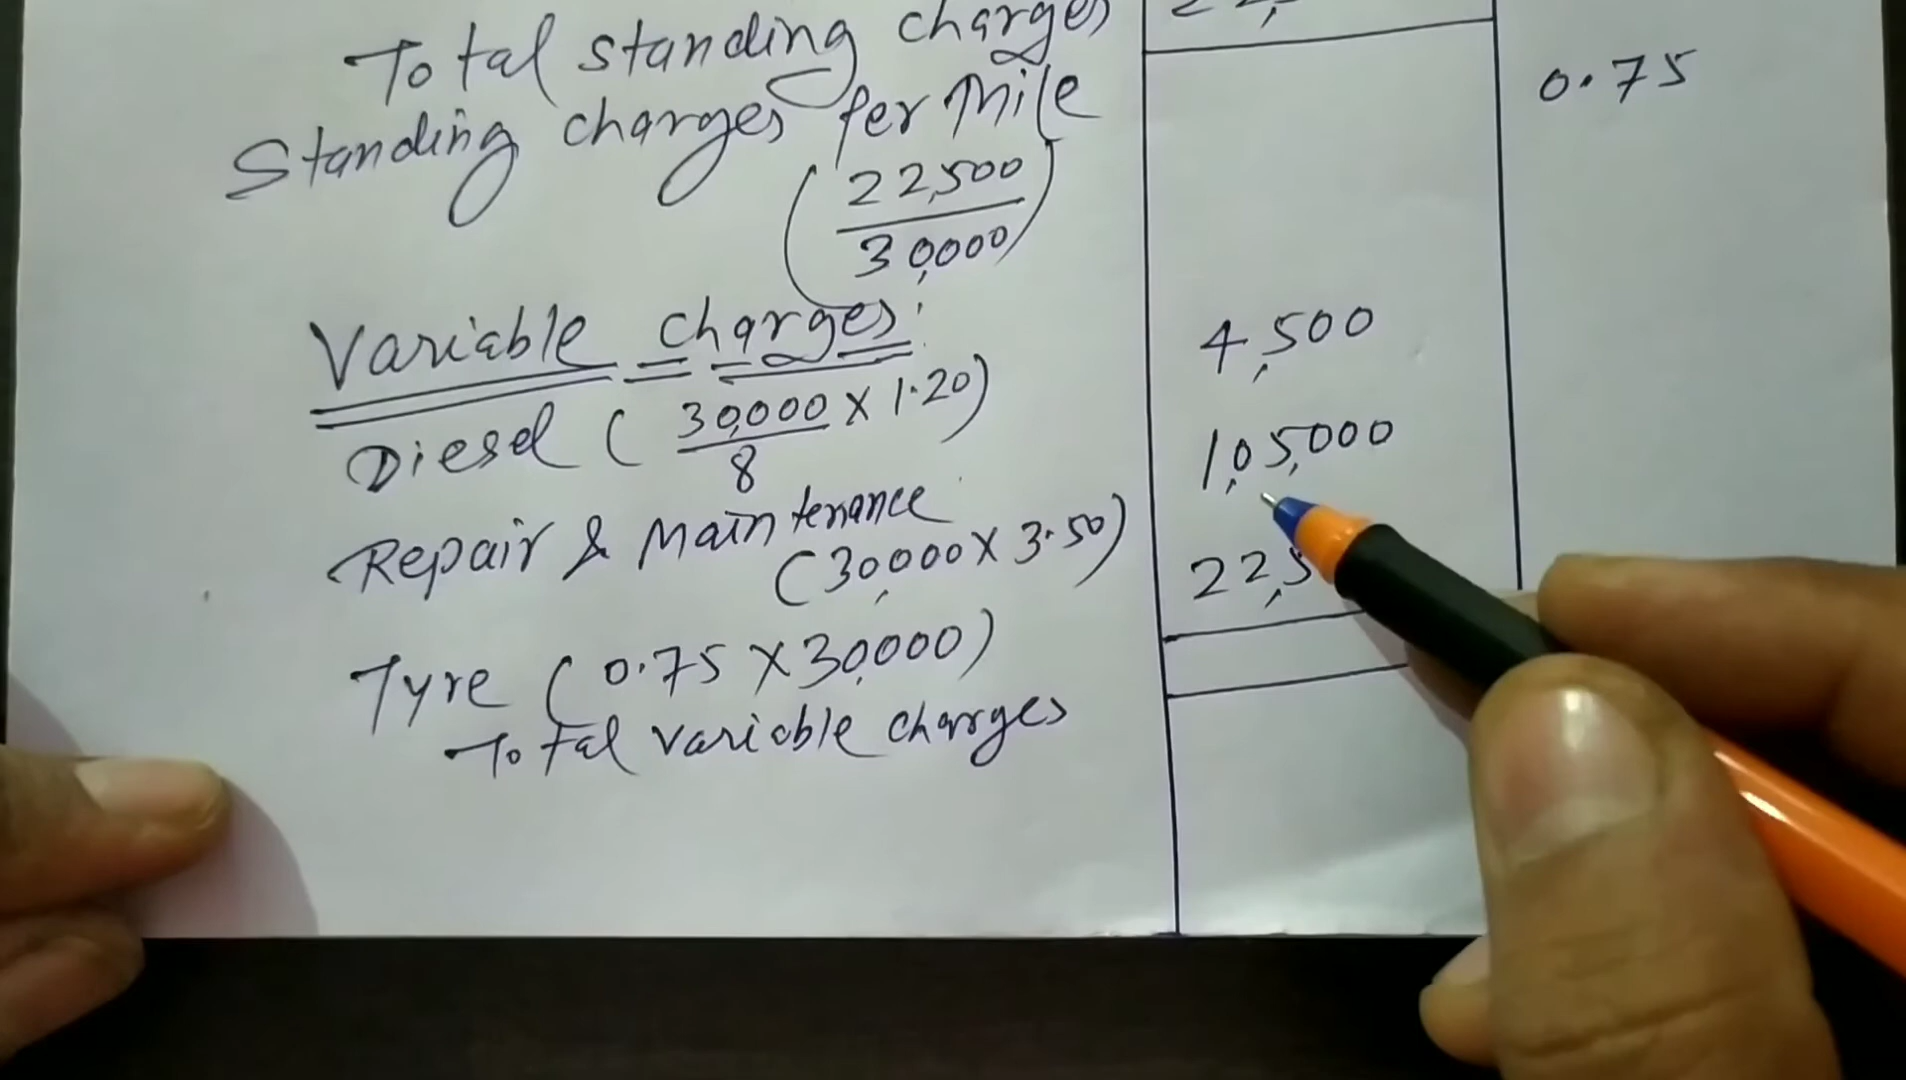 Total standing charges
Standing charges per mile
0.75
(22,500
30,000)
Variable charges:
Diesel (30,000 x 1.20)
8
4,500
Repair & Maintenance
(30,000 x 3.50)
1,05,000
Tyre (0.75 x 30,000)
22,5
Total variable charges